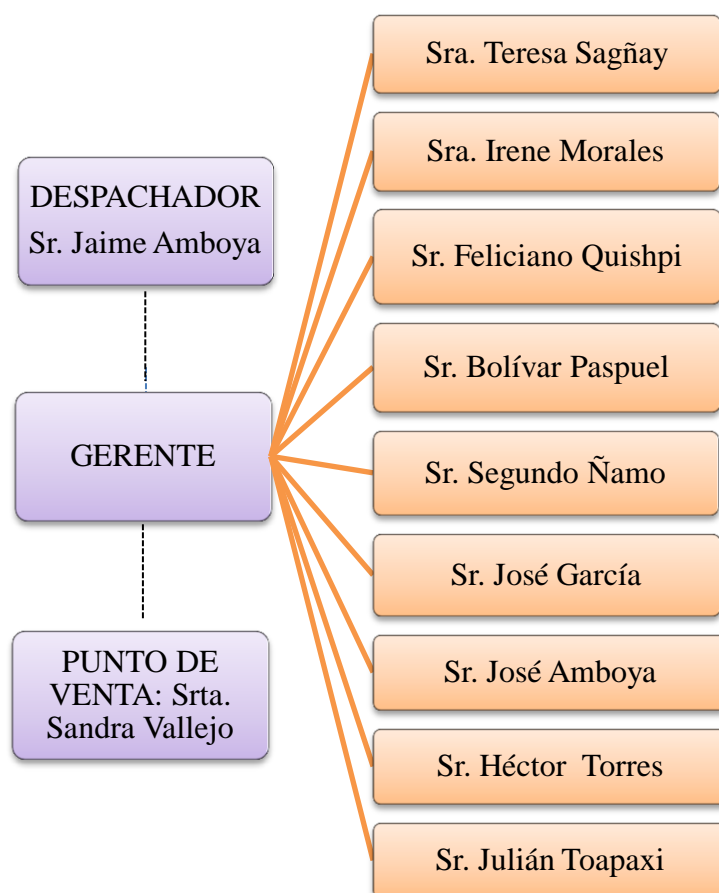 DESPACHADOR
Sr. Jaime Amboya
GERENTE
PUNTO DE
VENTA: Srta.
Sandra Vallejo
Sra. Teresa Sagñay
Sra. Irene Morales
Sr. Feliciano Quishpi
Sr. Bolívar Paspuel
Sr. Segundo Ñamo
Sr. José García
Sr. José Amboya
Sr. Héctor  Torres
Sr. Julián Toapaxi